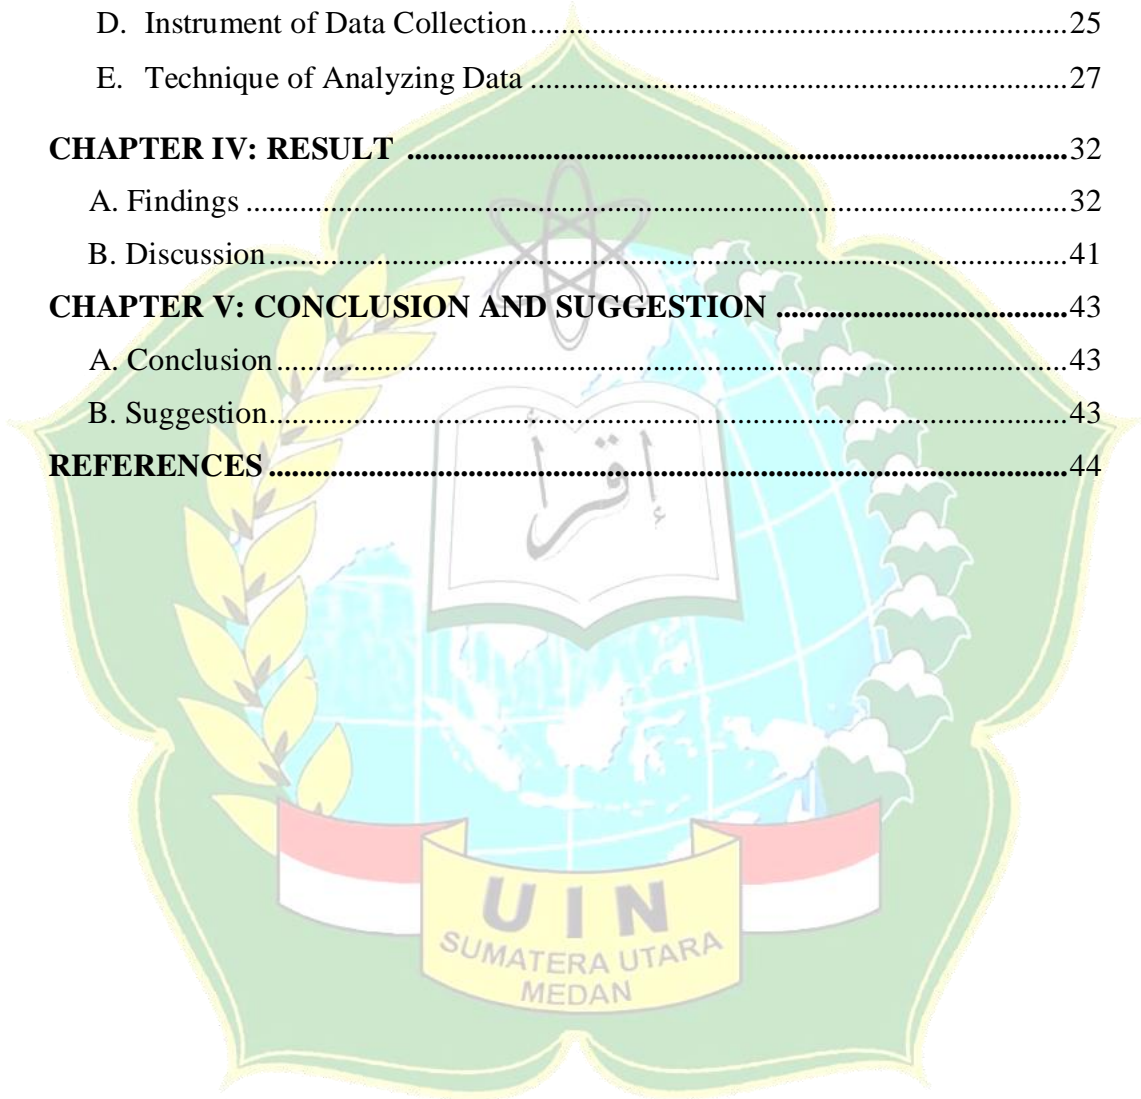 D. Instrument of Data Collection......................................................................25
E. Technique of Analyzing Data ......................................................................27
CHAPTER IV: RESULT ......................................................................................32
A. Findings ...........................................................................................................32
B. Discussion........................................................................................................41
CHAPTER V: CONCLUSION AND SUGGESTION ......................................43
A. Conclusion.......................................................................................................43
B. Suggestion........................................................................................................43
REFERENCES ........................................................................................................44
إقرأ
UIN
SUMATERA UTARA
MEDAN